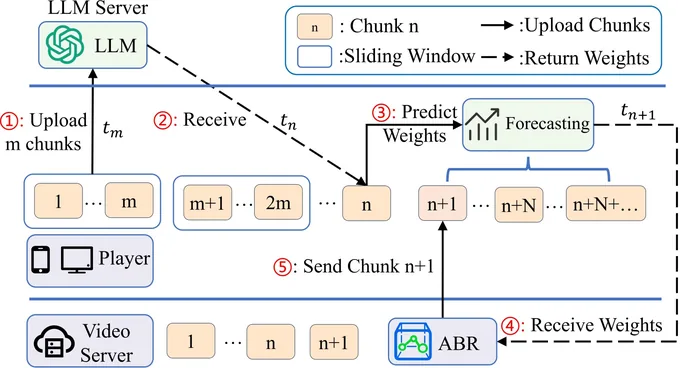 LLM Server
LLM
n : Chunk n
:Upload Chunks
:Sliding Window
:Return Weights
①: Upload
m chunks
t_m
②: Receive
t_n
③: Predict
Weights
Forecasting
t_{n+1}
1 … m
m+1 … 2m
… n
n+1 … n+N … n+N+…
Player
⑤: Send Chunk n+1
④: Receive Weights
Video
Server
1 … n n+1
ABR